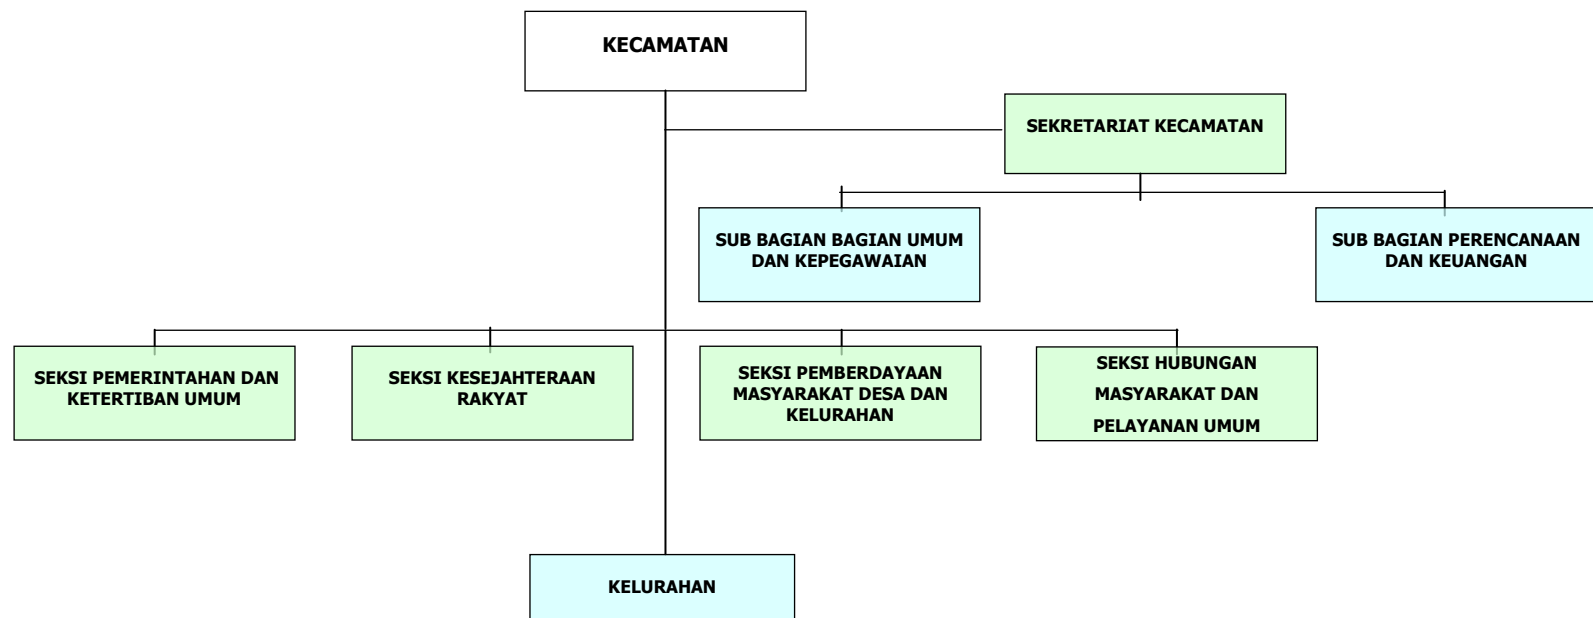 KECAMATAN
SEKRETARIAT KECAMATAN
SUB BAGIAN BAGIAN UMUM
DAN KEPEGAWAIAN
SUB BAGIAN PERENCANAAN
DAN KEUANGAN
SEKSI PEMERINTAHAN DAN
KETERTIBAN UMUM
SEKSI KESEJAHTERAAN
RAKYAT
SEKSI PEMBERDAYAAN
MASYARAKAT DESA DAN
KELURAHAN
SEKSI HUBUNGAN
MASYARAKAT DAN
PELAYANAN UMUM
KELURAHAN